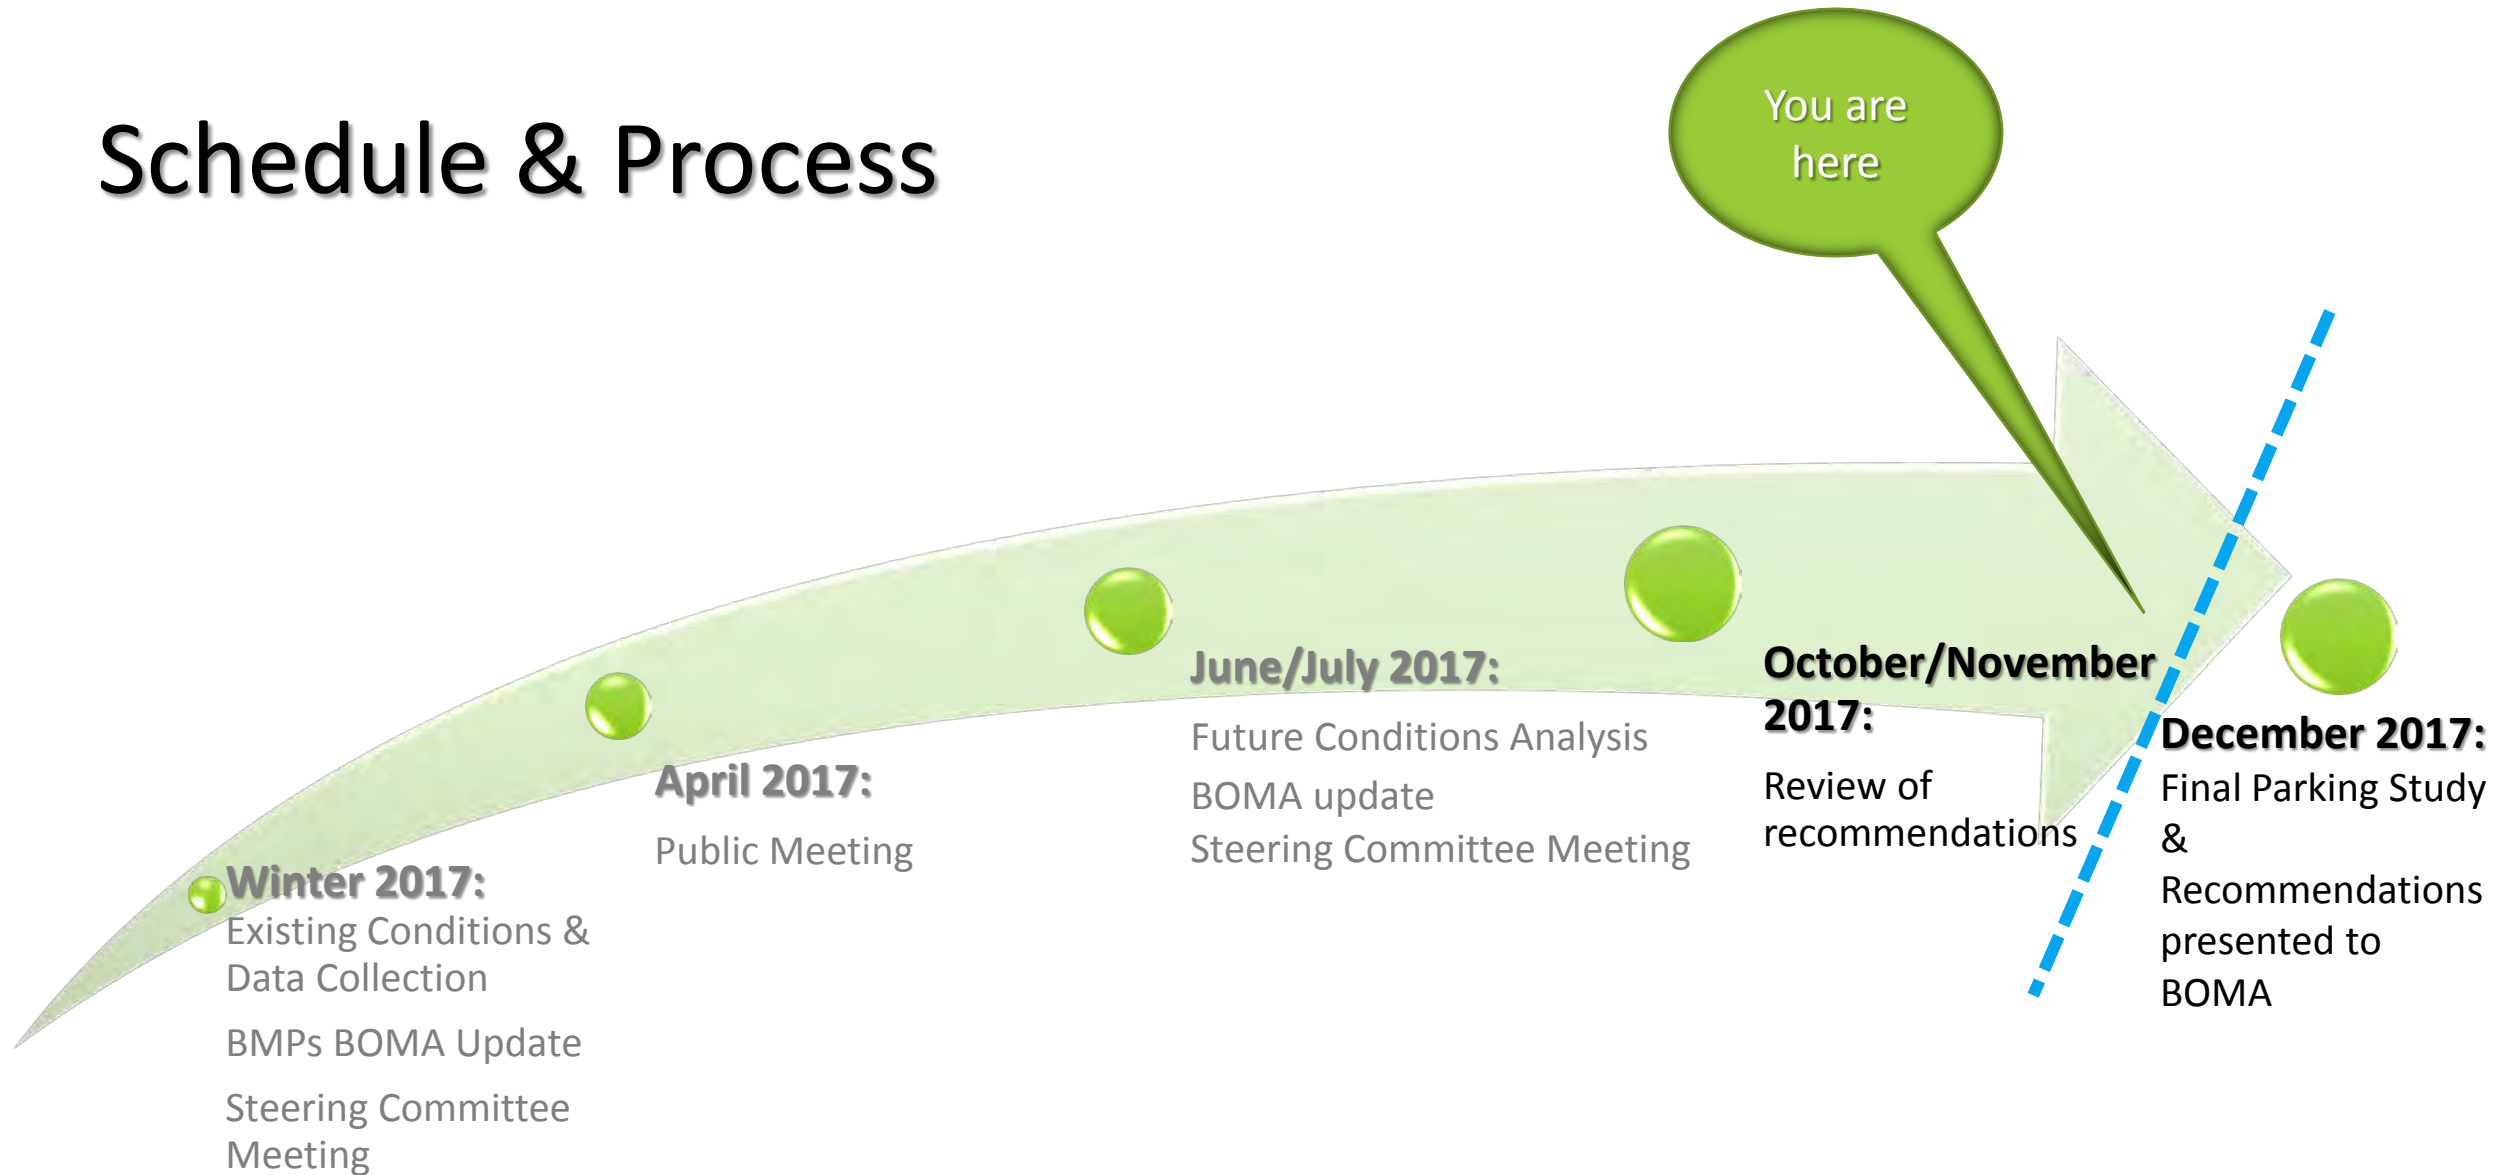 Schedule & Process
You are
here
Winter 2017:
Existing Conditions &
Data Collection
BMPs BOMA Update
Steering Committee
Meeting
April 2017:
Public Meeting
June/July 2017:
Future Conditions Analysis
BOMA update
Steering Committee Meeting
October/November
2017:
Review of
recommendations
December 2017:
Final Parking Study
&
Recommendations
presented to
BOMA